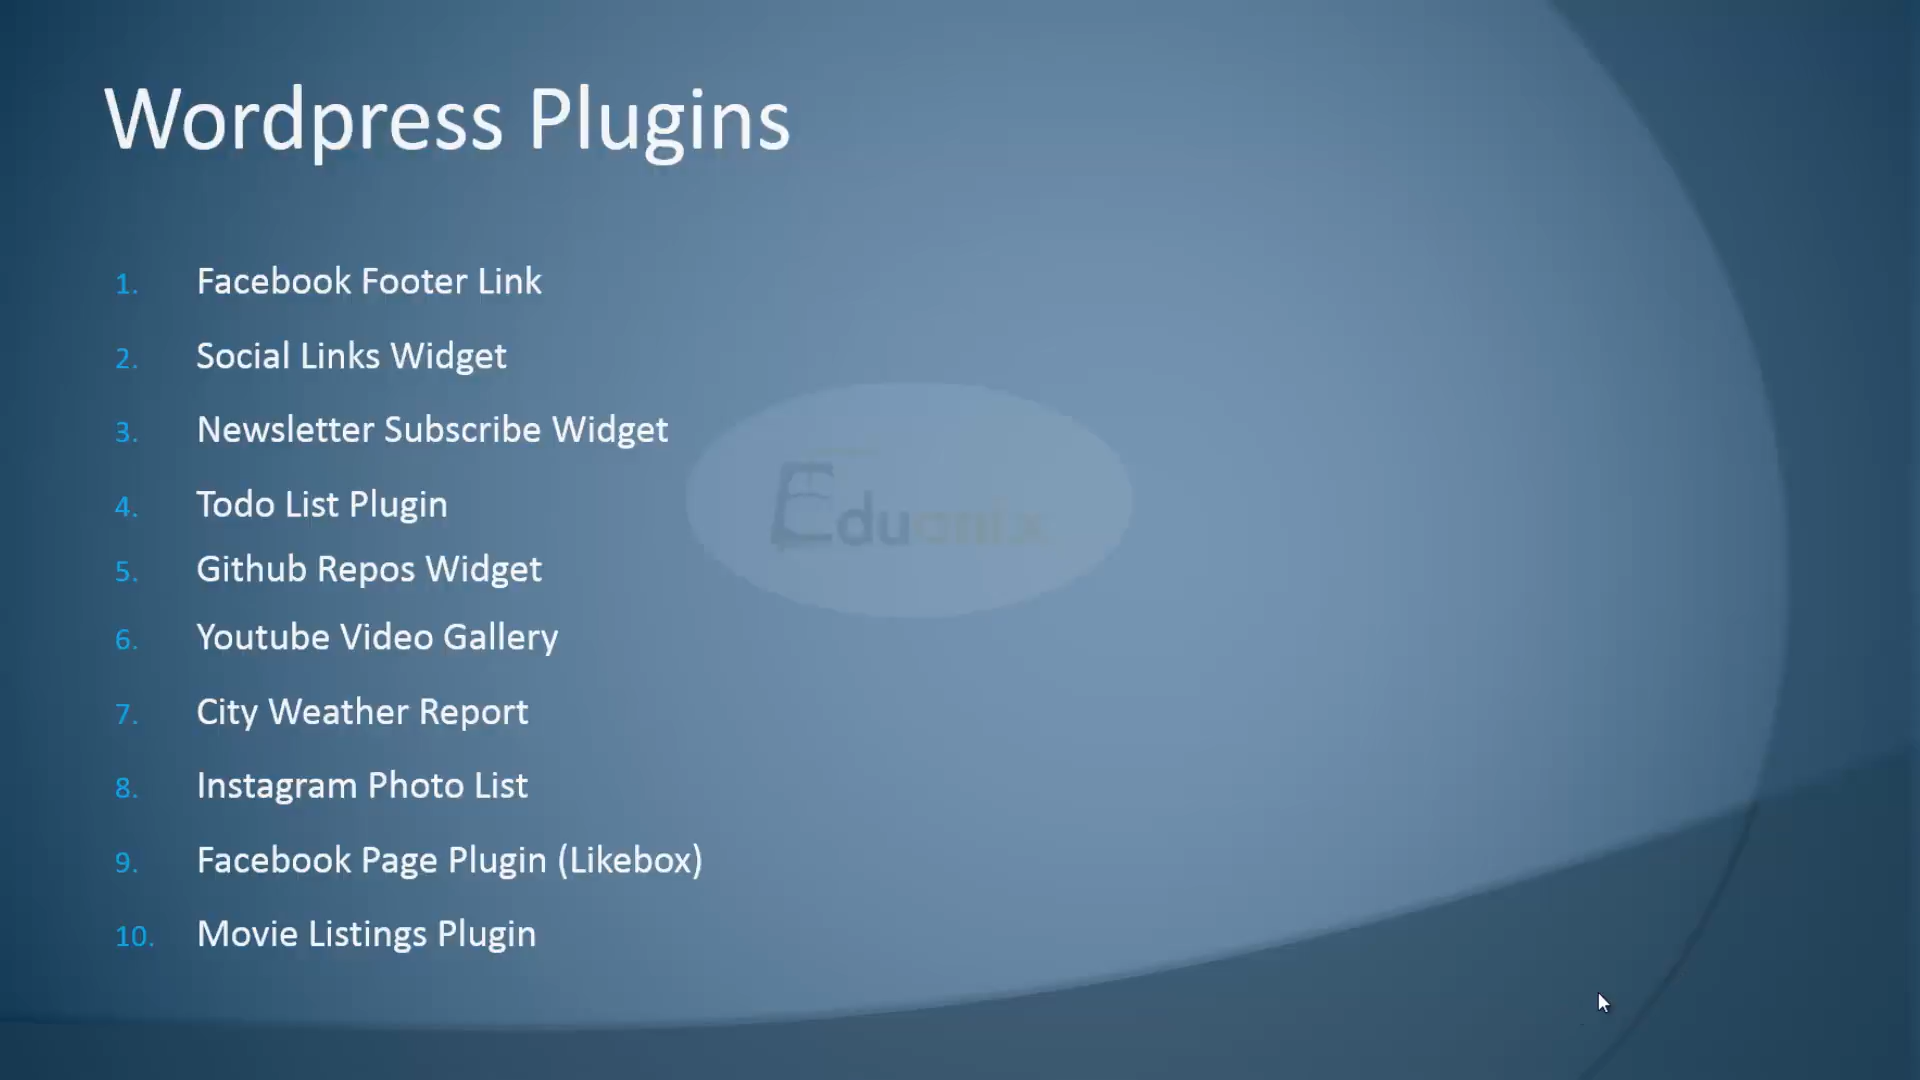 Wordpress Plugins
1. Facebook Footer Link
2. Social Links Widget
3. Newsletter Subscribe Widget
4. Todo List Plugin
5. Github Repos Widget
6. Youtube Video Gallery
7. City Weather Report
8. Instagram Photo List
9. Facebook Page Plugin (Likebox)
10. Movie Listings Plugin
Eduonix